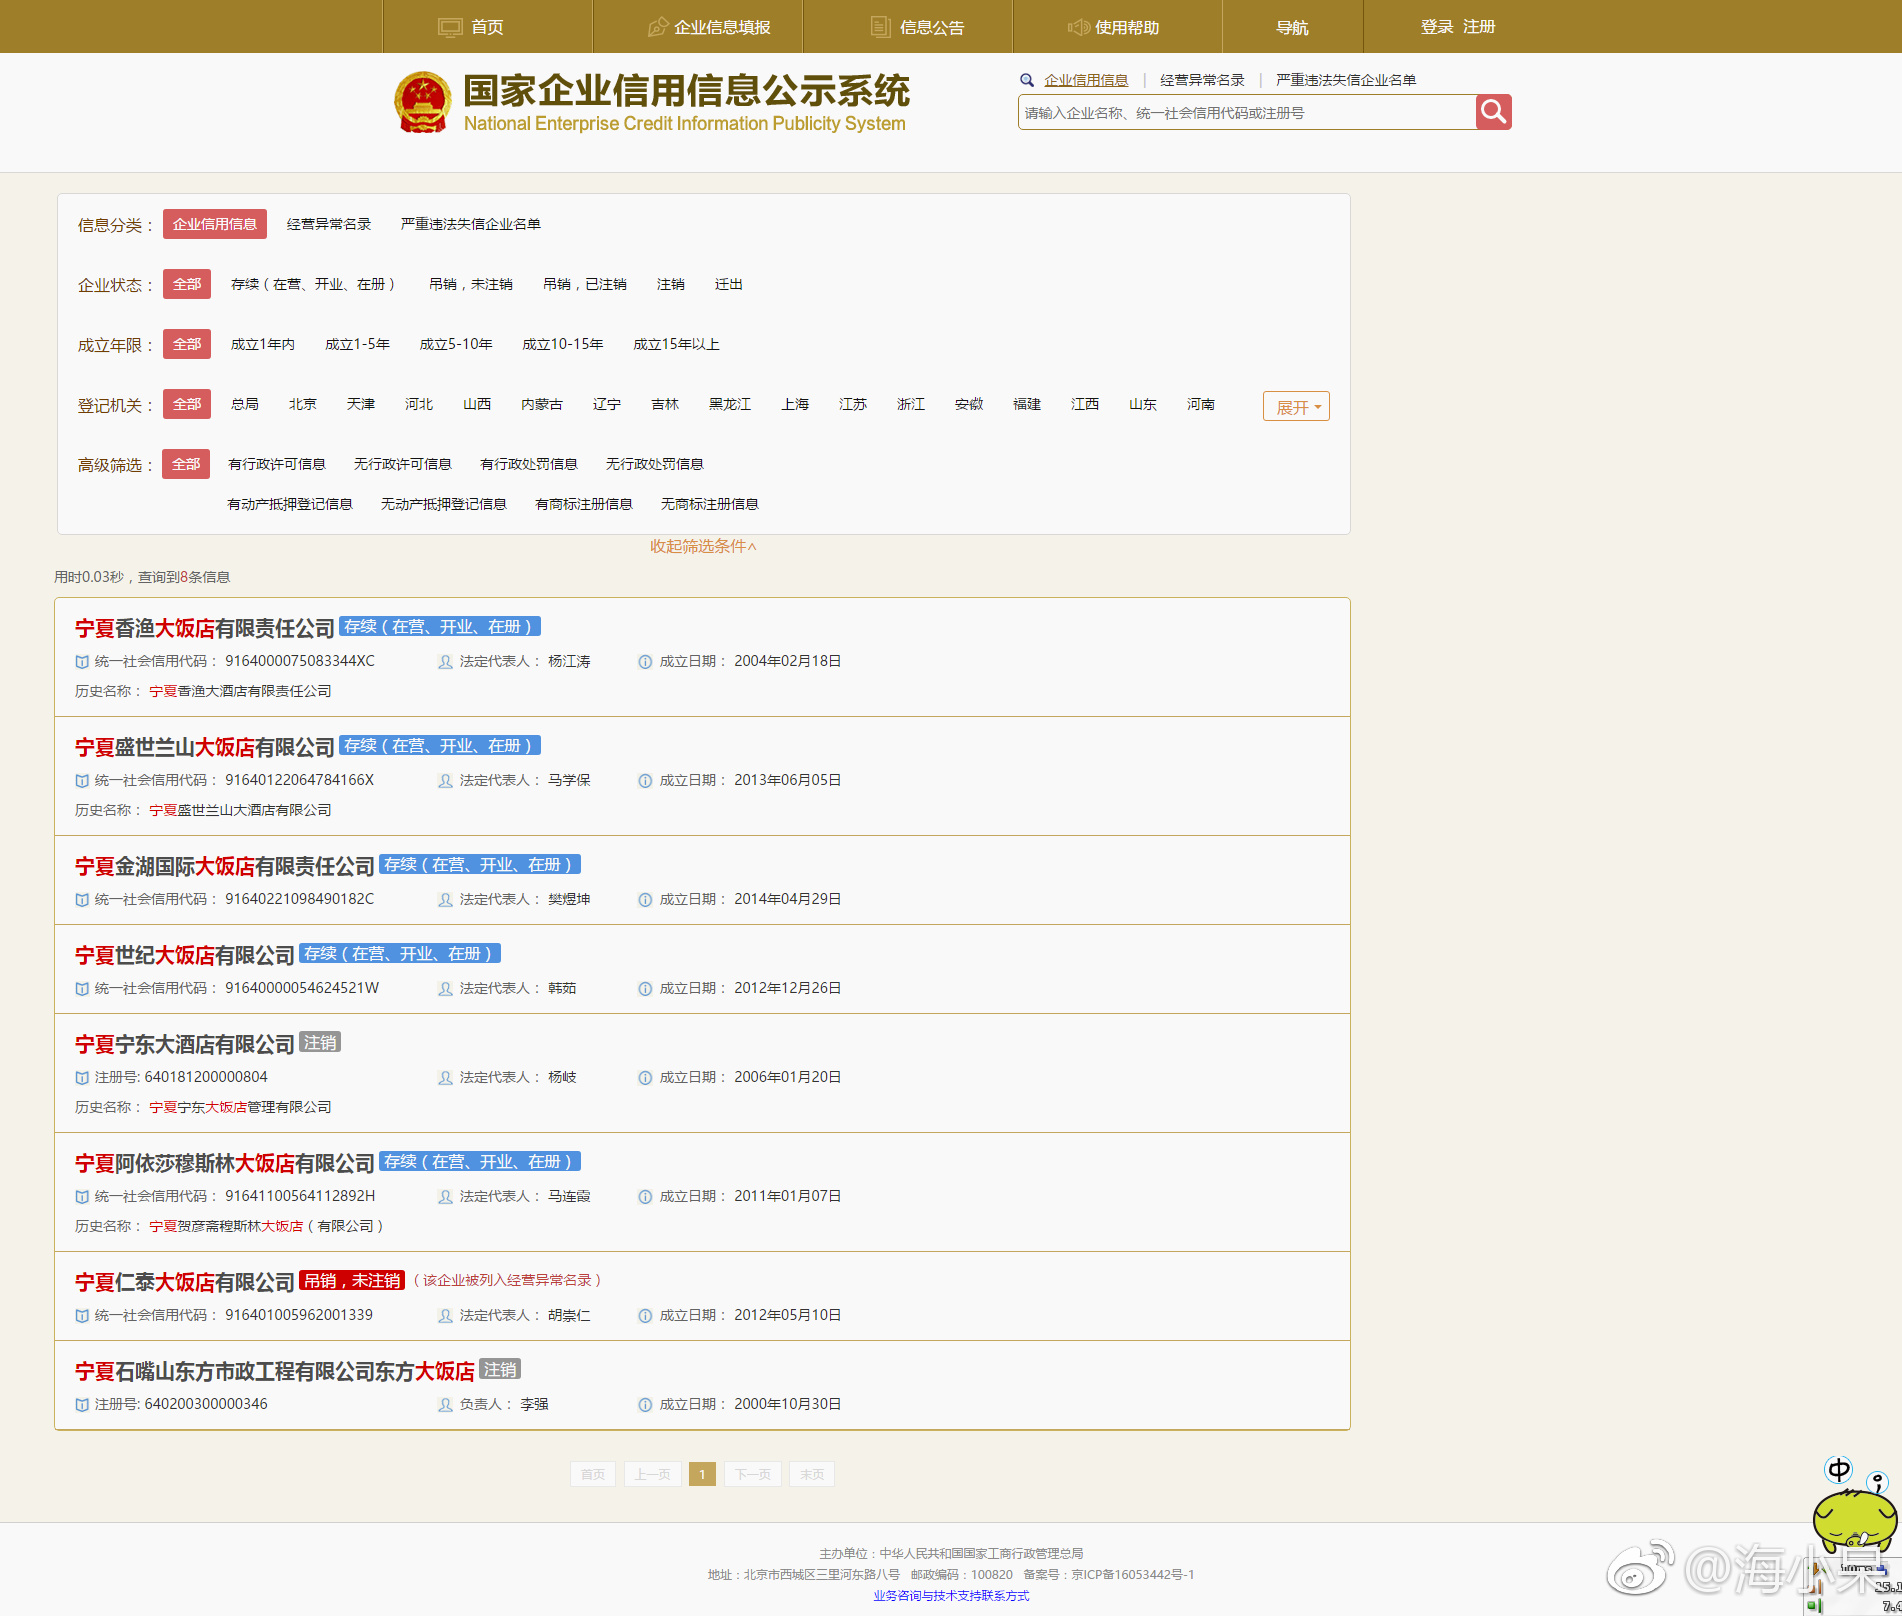 首页 企业信息填报 信息公告 使用帮助 导航 登录 注册
国家企业信用信息公示系统
National Enterprise Credit Information Publicity System
企业信用信息 | 经营异常名录 | 严重违法失信企业名单
请输入企业名称、统一社会信用代码或注册号
信息分类： 企业信用信息 经营异常名录 严重违法失信企业名单
企业状态： 全部 存续（在营、开业、在册） 吊销，未注销 吊销，已注销 注销 迁出
成立年限： 全部 成立1年内 成立1-5年 成立5-10年 成立10-15年 成立15年以上
登记机关： 全部 总局 北京 天津 河北 山西 内蒙古 辽宁 吉林 黑龙江 上海 江苏 浙江 安徽 福建 江西 山东 河南 展开
高级筛选： 全部 有行政许可信息 无行政许可信息 有行政处罚信息 无行政处罚信息
有动产抵押登记信息 无动产抵押登记信息 有商标注册信息 无商标注册信息
收起筛选条件^
用时0.03秒，查询到8条信息
宁夏香渔大饭店有限责任公司 存续（在营、开业、在册）
统一社会信用代码： 9164000075083344XC 法定代表人： 杨江涛 成立日期： 2004年02月18日
历史名称： 宁夏香渔大酒店有限责任公司
宁夏盛世兰山大饭店有限公司 存续（在营、开业、在册）
统一社会信用代码： 91640122064784166X 法定代表人： 马学保 成立日期： 2013年06月05日
历史名称： 宁夏盛世兰山大酒店有限公司
宁夏金湖国际大饭店有限责任公司 存续（在营、开业、在册）
统一社会信用代码： 91640221098490182C 法定代表人： 樊煜坤 成立日期： 2014年04月29日
宁夏世纪大饭店有限公司 存续（在营、开业、在册）
统一社会信用代码： 91640000054624521W 法定代表人： 韩茹 成立日期： 2012年12月26日
宁夏宁东大酒店有限公司 注销
注册号: 640181200000804 法定代表人： 杨岐 成立日期： 2006年01月20日
历史名称： 宁夏宁东大饭店管理有限公司
宁夏阿依莎穆斯林大饭店有限公司 存续（在营、开业、在册）
统一社会信用代码： 91641100564112892H 法定代表人： 马连霞 成立日期： 2011年01月07日
历史名称： 宁夏贺彦斋穆斯林大饭店（有限公司）
宁夏仁泰大饭店有限公司 吊销，未注销 （该企业被列入经营异常名录）
统一社会信用代码： 916401005962001339 法定代表人： 胡崇仁 成立日期： 2012年05月10日
宁夏石嘴山东方市政工程有限公司东方大饭店 注销
注册号: 640200300000346 负责人： 李强 成立日期： 2000年10月30日
首页 上一页 1 下一页 末页
中
主办单位：中华人民共和国国家工商行政管理总局
地址：北京市西城区三里河东路八号 邮政编码：100820 备案号：京ICP备16053442号-1
业务咨询与技术支持联系方式
@海小呆